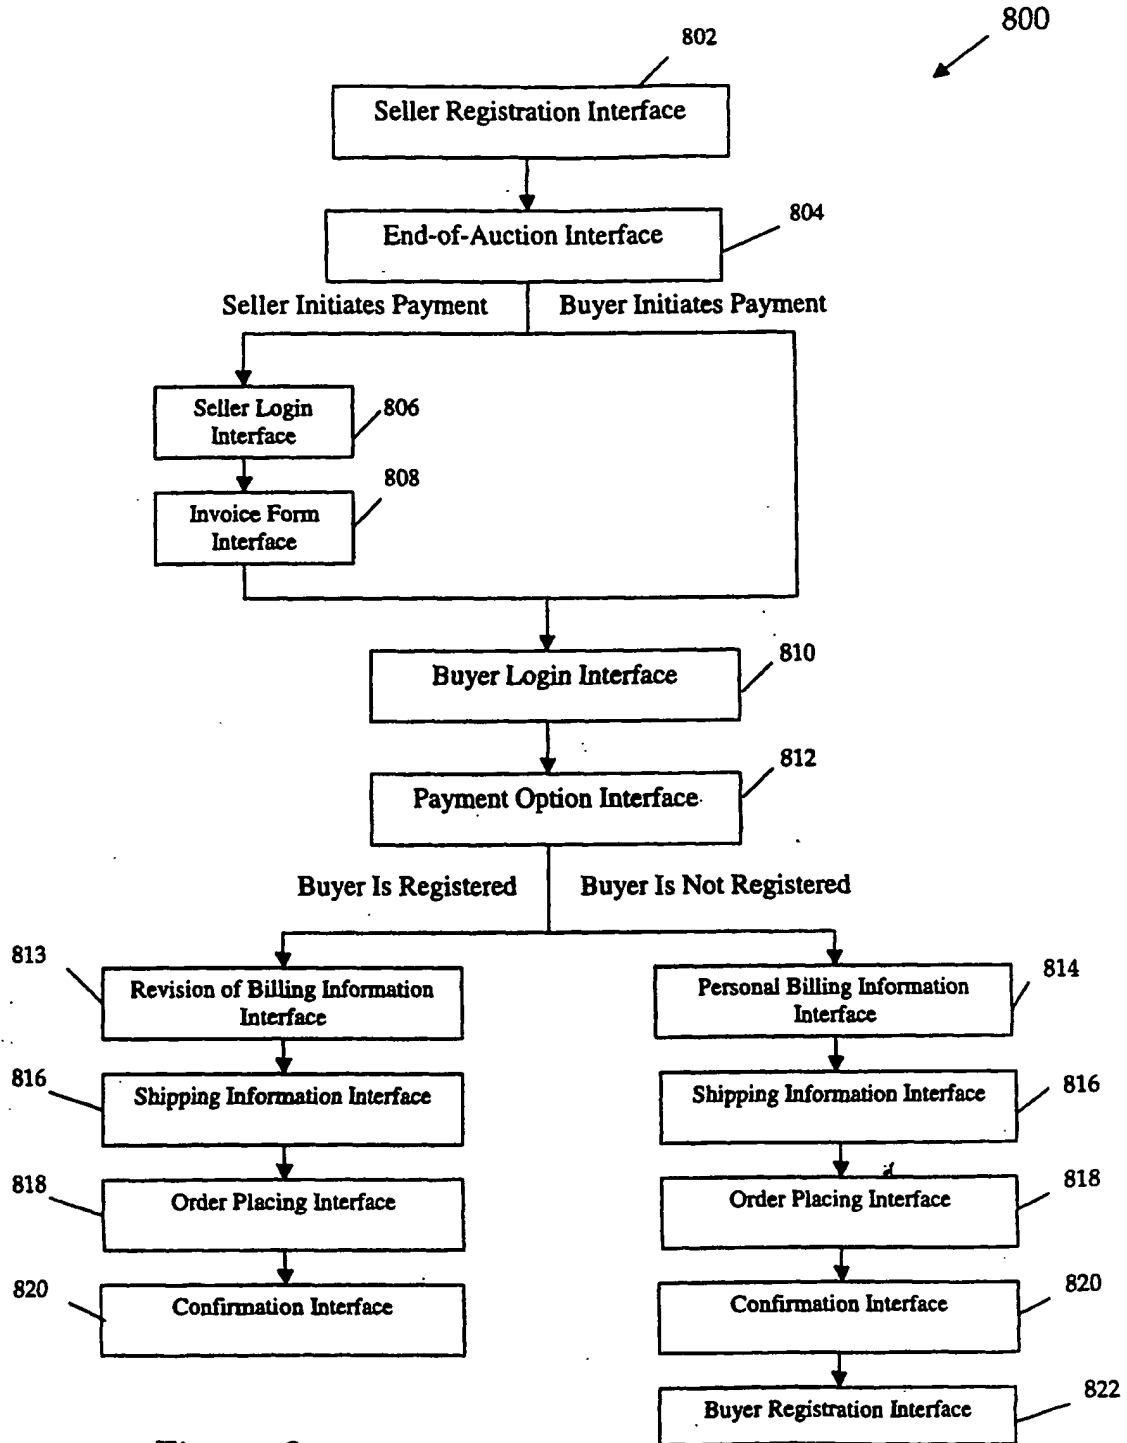 800
802
Seller Registration Interface
804
End-of-Auction Interface
Seller Initiates Payment
Buyer Initiates Payment
Seller Login
Interface
806
808
Invoice Form
Interface
810
Buyer Login Interface
812
Payment Option Interface
Buyer Is Registered
Buyer Is Not Registered
813
Revision of Billing Information
Interface
814
Personal Billing Information
Interface
816
Shipping Information Interface
816
Shipping Information Interface
818
Order Placing Interface
818
Order Placing Interface
820
Confirmation Interface
820
Confirmation Interface
822
Buyer Registration Interface